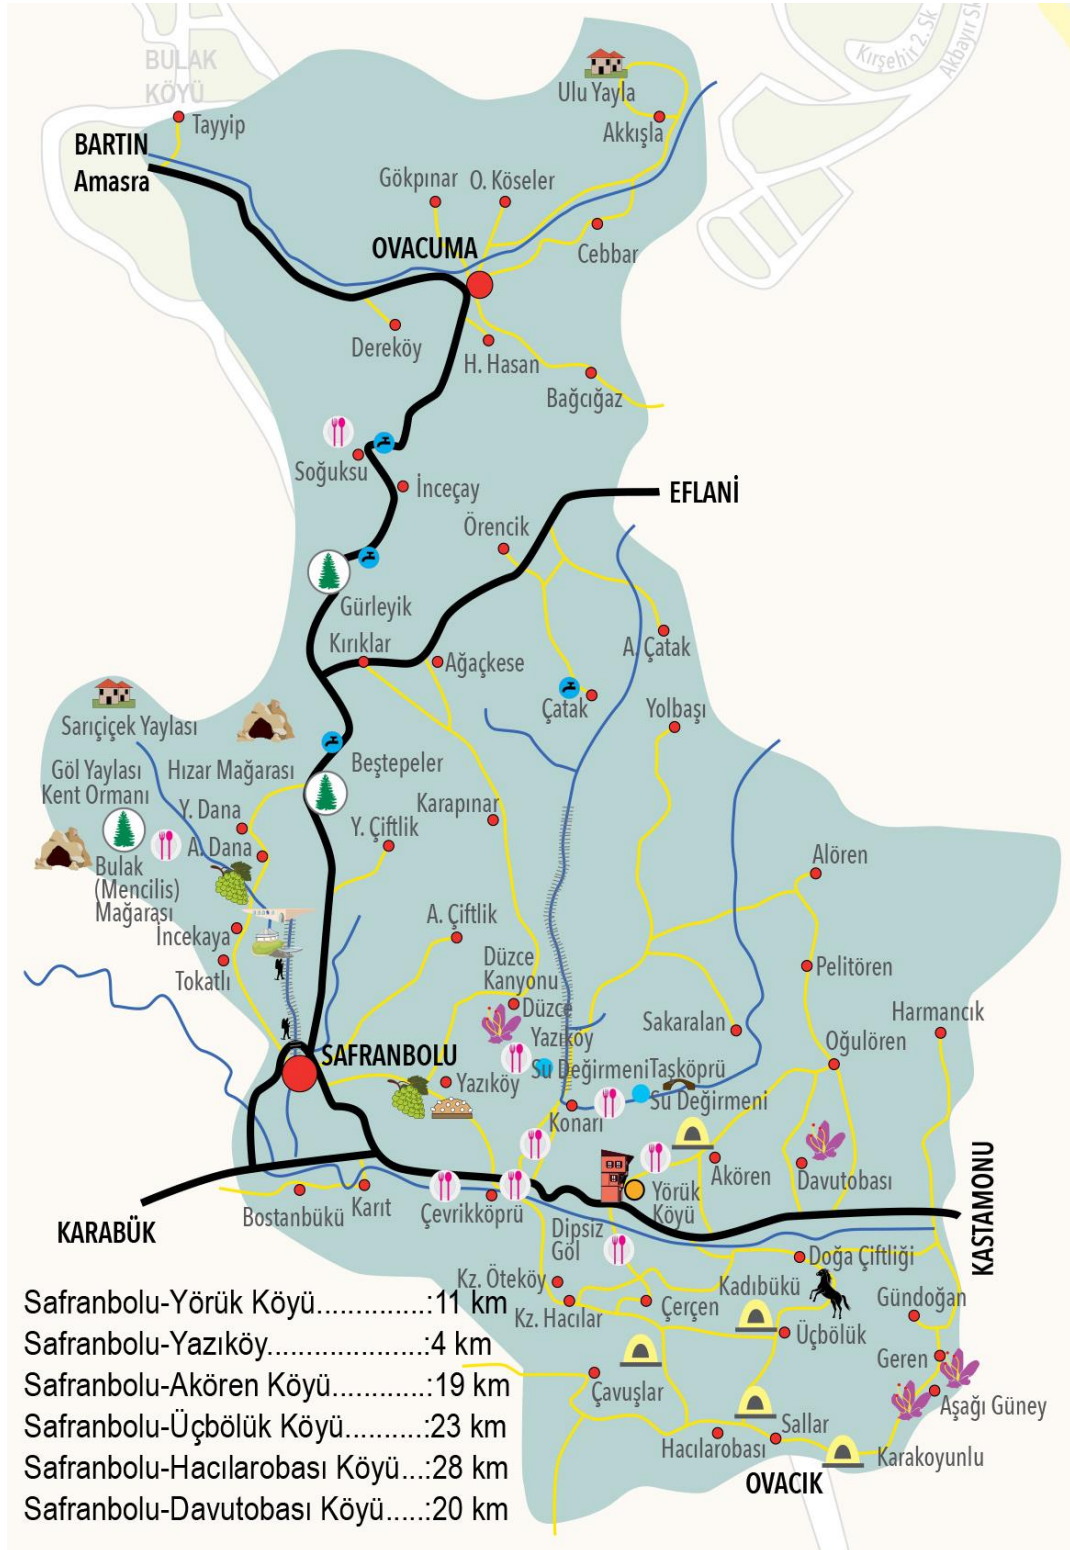 BULAK
KÖYÜ
Kırşehir 2. Sk
Akbayır Sk
Ulu Yayla
Tayyip
Akkışla
BARTIN
Amasra
Gökpınar
O. Köseler
OVACUMA
Cebbar
Dereköy
H. Hasan
Bağcığaz
Soğuksu
İnceçay
EFLANİ
Örencik
Gürleyik
Kırıklar
Ağaçkese
A. Çatak
Çatak
Yolbaşı
Sarıçiçek Yaylası
Göl Yaylası
Kent Ormanı
Hızar Mağarası
Beştepeler
Y. Dana
Karapınar
A. Dana
Y. Çiftlik
Bulak
(Mencilis)
Mağarası
Alören
İncekaya
A. Çiftlik
Tokatlı
Düzce
Kanyonu
Düzce
Pelitören
Harmancık
Sakaralan
Yazıköy
Su Değirmeni
Oğulören
SAFRANBOLU
Yazıköy
Taşköprü
Su Değirmeni
Konarı
Akören
Davutobası
Yörük
Köyü
Bostanbükü
Karıt
Çevrikköprü
KARABÜK
KASTAMONU
Dipsiz
Göl
Doğa Çiftliği
Kz. Öteköy
Kadıbükü
Kz. Hacılar
Çerçen
Gündoğan
Üçbölük
Geren
Çavuşlar
Aşağı Güney
Sallar
Hacılarobası
Karakoyunlu
OVACIK
Safranbolu-Yörük Köyü..............:11 km
Safranbolu-Yazıköy......................:4 km
Safranbolu-Akören Köyü.............:19 km
Safranbolu-Üçbölük Köyü...........:23 km
Safranbolu-Hacılarobası Köyü...:28 km
Safranbolu-Davutobası Köyü.....:20 km